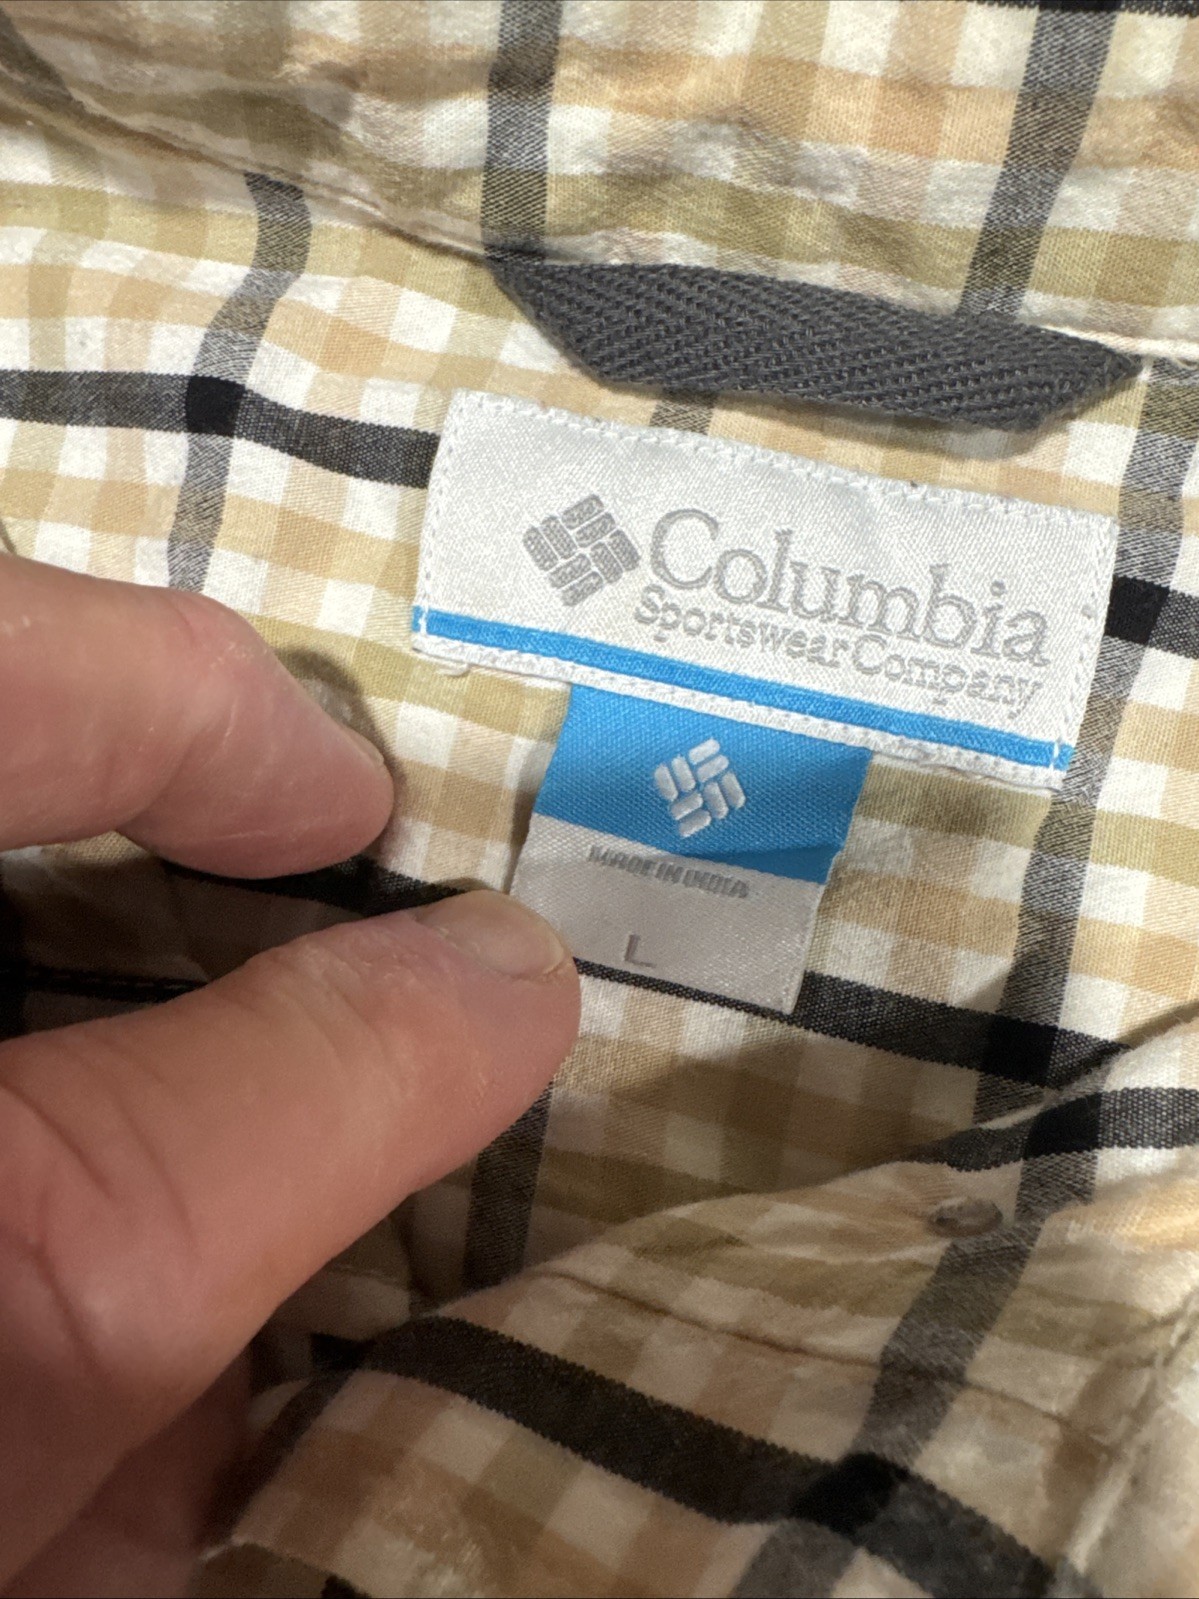 Columbia
Sportswear Company
MADE IN INDIA
L